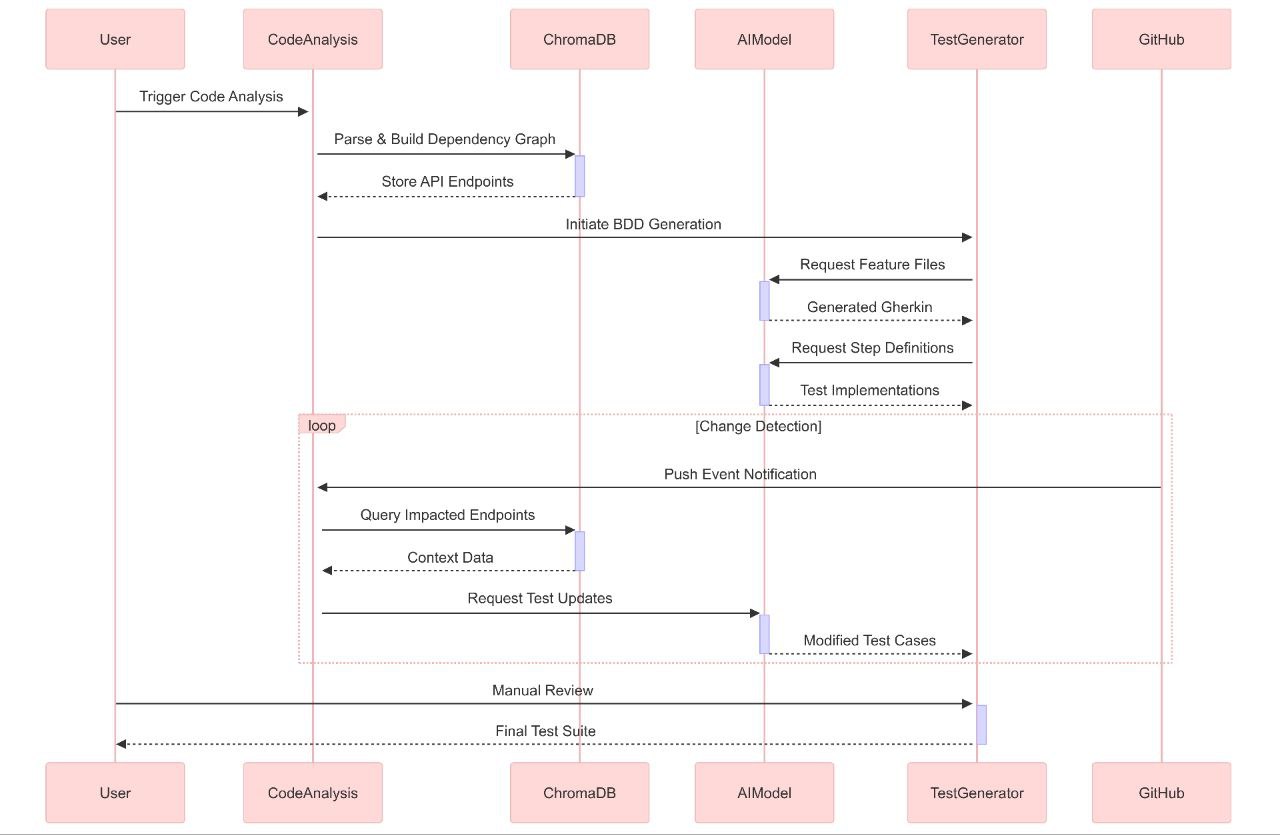 User CodeAnalysis ChromaDB AIModel TestGenerator GitHub
Trigger Code Analysis
Parse & Build Dependency Graph
Store API Endpoints
Initiate BDD Generation
Request Feature Files
Generated Gherkin
Request Step Definitions
Test Implementations
loop [Change Detection]
Push Event Notification
Query Impacted Endpoints
Context Data
Request Test Updates
Modified Test Cases
Manual Review
Final Test Suite
User CodeAnalysis ChromaDB AIModel TestGenerator GitHub